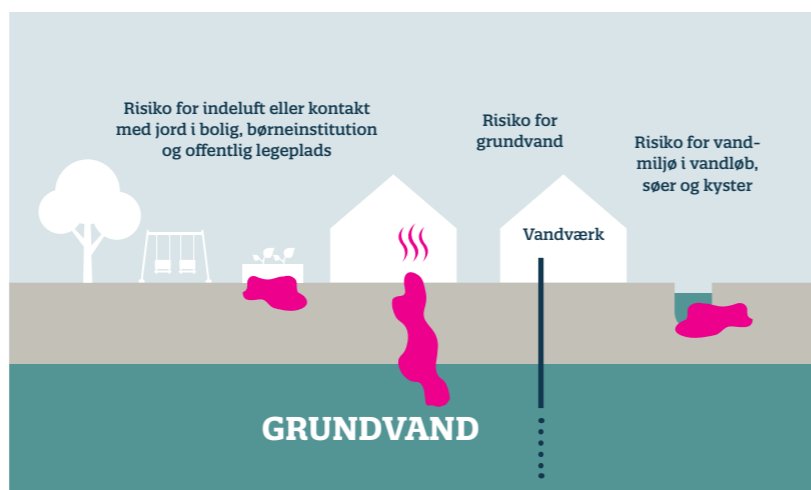 Risiko for indeluft eller kontakt
med jord i bolig, børneinstitution
og offentlig legeplads
Risiko for
grundvand
Risiko for vand-
miljø i vandløb,
søer og kyster
Vandværk
GRUNDVAND